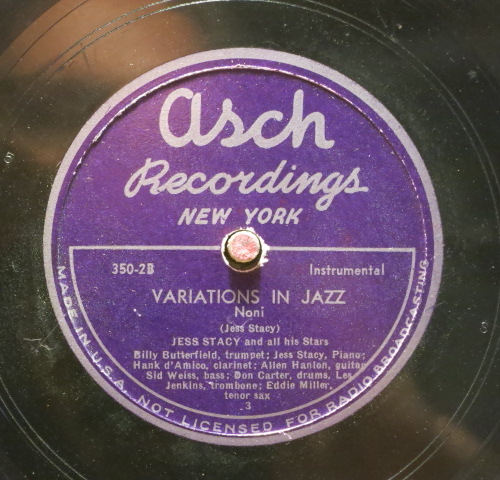 asch
Recordings
NEW YORK
350-2B Instrumental
VARIATIONS IN JAZZ
Noni
(Jess Stacy)
JESS STACY and all his Stars
Billy Butterfield, trumpet; Jess Stacy, Piano;
Hank d'Amico, clarinet; Allen Hanlon, guitar
Sid Weiss, bass; Don Carter, drums, Les
Jenkins, trombone; Eddie Miller,
tenor sax
.3
MADE IN U.S.A. NOT LICENSED FOR RADIO BROADCASTING.